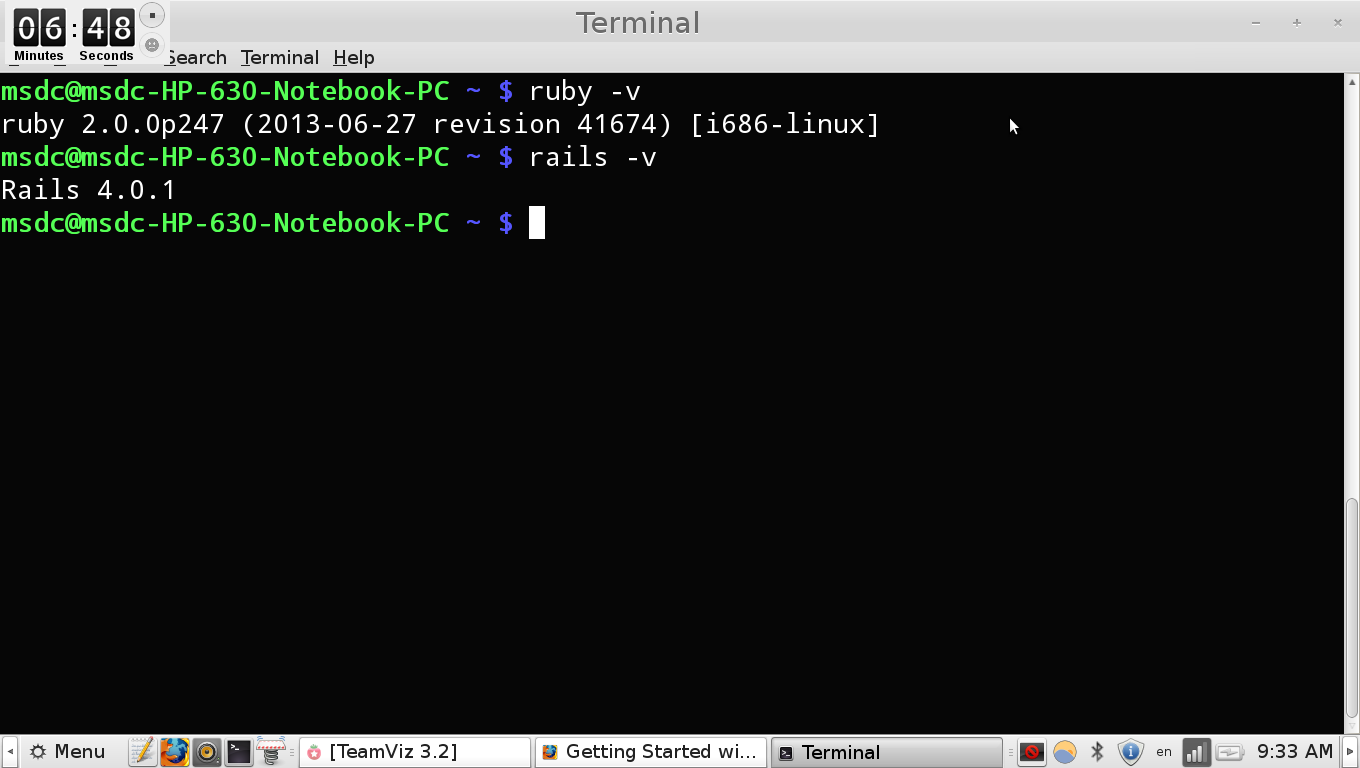 06:48
Minutes Seconds
Terminal
Search Terminal Help
msdc@msdc-HP-630-Notebook-PC ~ $ ruby -v
ruby 2.0.0p247 (2013-06-27 revision 41674) [i686-linux]
msdc@msdc-HP-630-Notebook-PC ~ $ rails -v
Rails 4.0.1
msdc@msdc-HP-630-Notebook-PC ~ $
Menu [TeamViz 3.2] Getting Started wi... Terminal en 9:33 AM